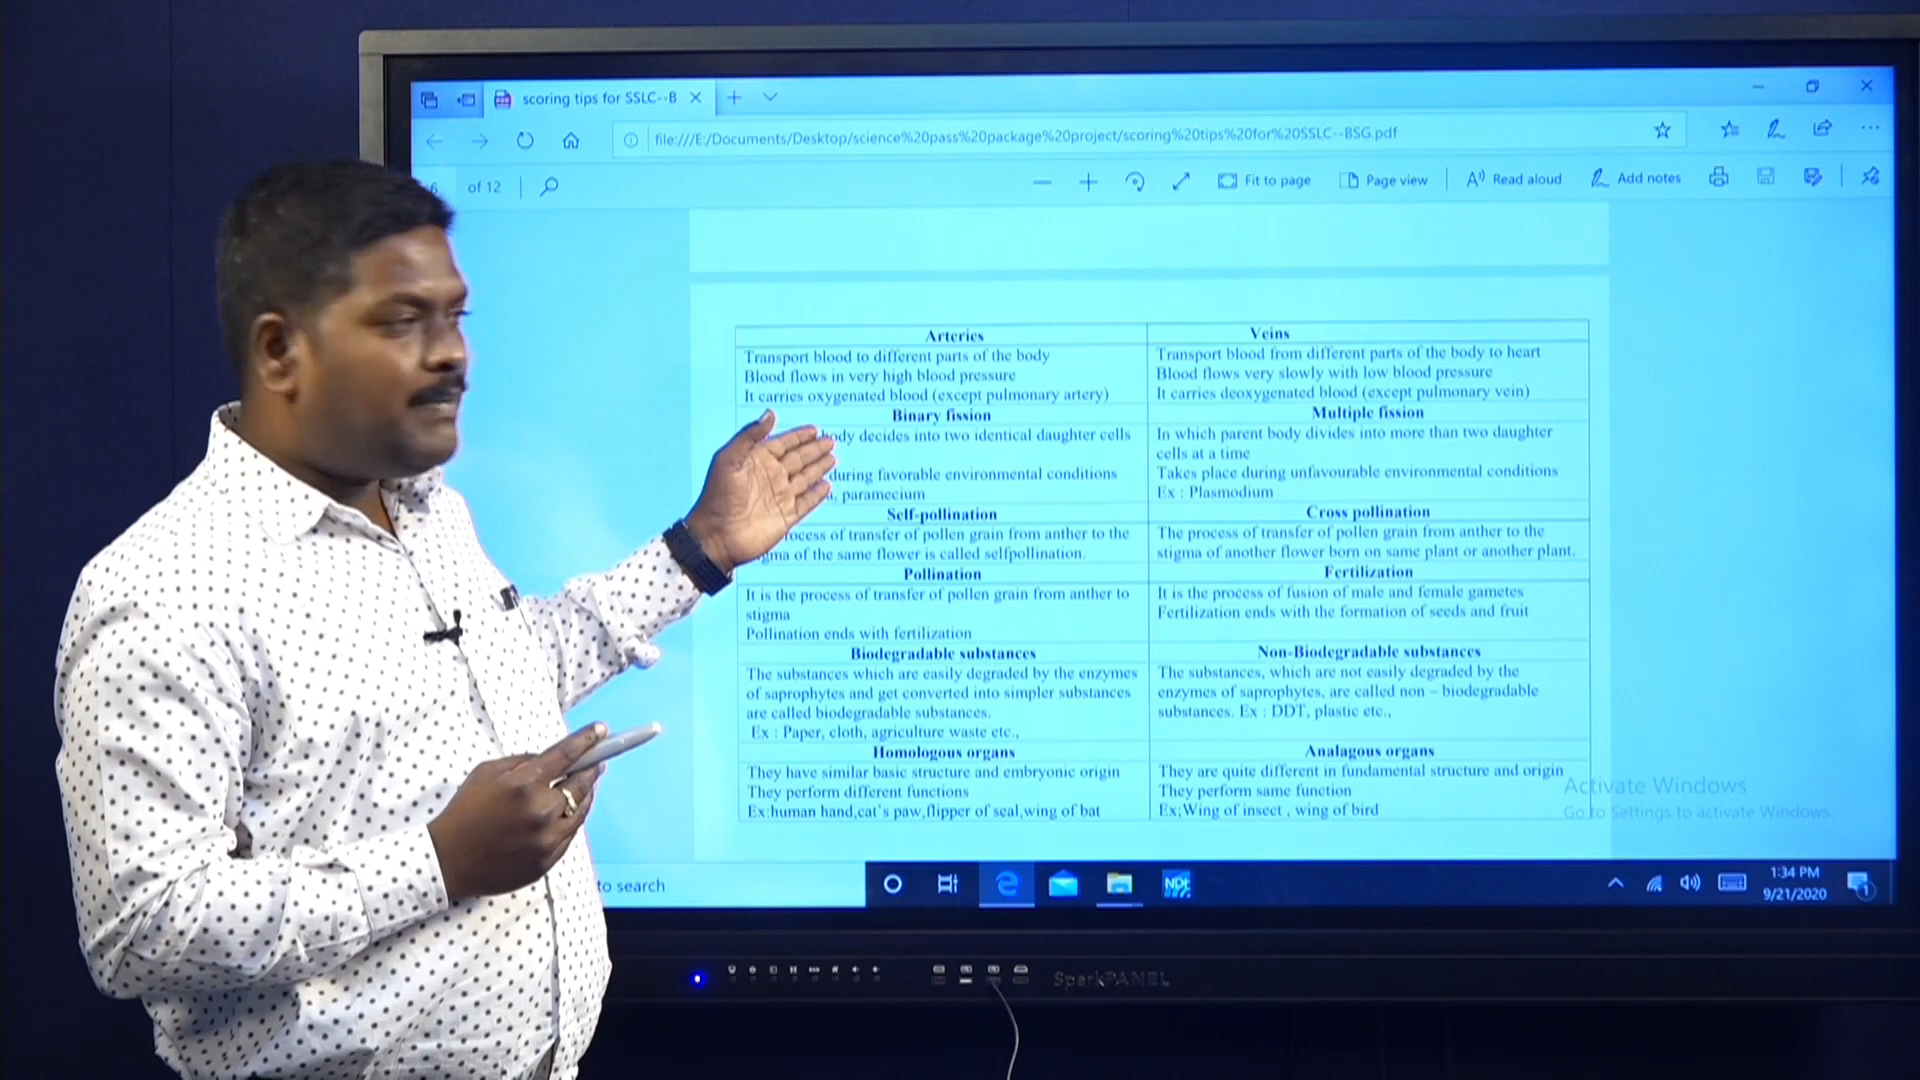 scoring tips for SSLC--B
file:///E:/Documents/Desktop/science%20pass%20package%20project/scoring%20tips%20for%20SSLC--BSG.pdf
6 of 12
Fit to page
Page view
Read aloud
Add notes
Arteries
Veins
Transport blood to different parts of the body
Blood flows in very high blood pressure
It carries oxygenated blood (except pulmonary artery)
Transport blood from different parts of the body to heart
Blood flows very slowly with low blood pressure
It carries deoxygenated blood (except pulmonary vein)
Binary fission
Multiple fission
body decides into two identical daughter cells
during favorable environmental conditions
paramecium
In which parent body divides into more than two daughter
cells at a time
Takes place during unfavourable environmental conditions
Ex : Plasmodium
Self-pollination
Cross pollination
of transfer of pollen grain from anther to the
of the same flower is called selfpollination.
The process of transfer of pollen grain from anther to the
stigma of another flower born on same plant or another plant.
Pollination
Fertilization
It is the process of transfer of pollen grain from anther to
stigma
Pollination ends with fertilization
It is the process of fusion of male and female gametes
Fertilization ends with the formation of seeds and fruit
Biodegradable substances
Non-Biodegradable substances
The substances which are easily degraded by the enzymes
of saprophytes and get converted into simpler substances
are called biodegradable substances.
Ex : Paper, cloth, agriculture waste etc.,
The substances, which are not easily degraded by the
enzymes of saprophytes, are called non – biodegradable
substances. Ex : DDT, plastic etc.,
Homologous organs
Analagous organs
They have similar basic structure and embryonic origin
They perform different functions
Ex:human hand,cat's paw,flipper of seal,wing of bat
They are quite different in fundamental structure and origin
They perform same function
Ex;Wing of insect , wing of bird
Activate Windows
Go to Settings to activate Windows.
to search
NDL
1:34 PM
9/21/2020
1
SparkPANEL